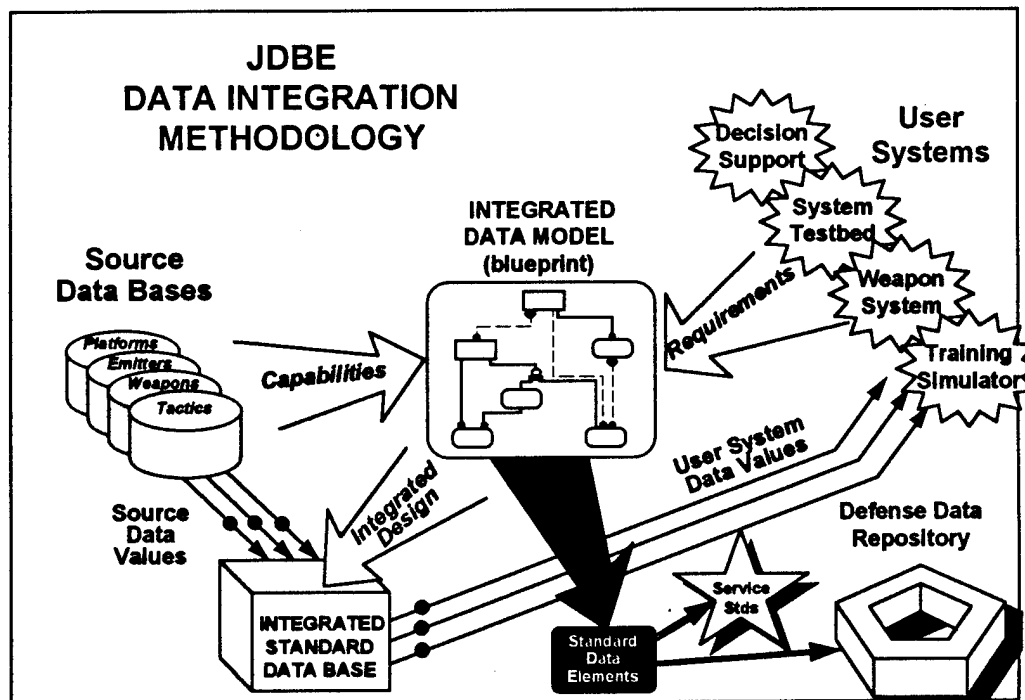 JDBE
DATA INTEGRATION
METHODOLOGY
Decision
Support
User
Systems
System
Testbed
Weapon
System
Training
Simulator
INTEGRATED
DATA MODEL
(blueprint)
Requirements
Source
Data Bases
Platforms
Emitters
Weapons
Tactics
Capabilities
Source
Data
Values
Integrated
Design
User System
Data Values
Defense Data
Repository
Service
Stds
INTEGRATED
STANDARD
DATA BASE
Standard
Data
Elements